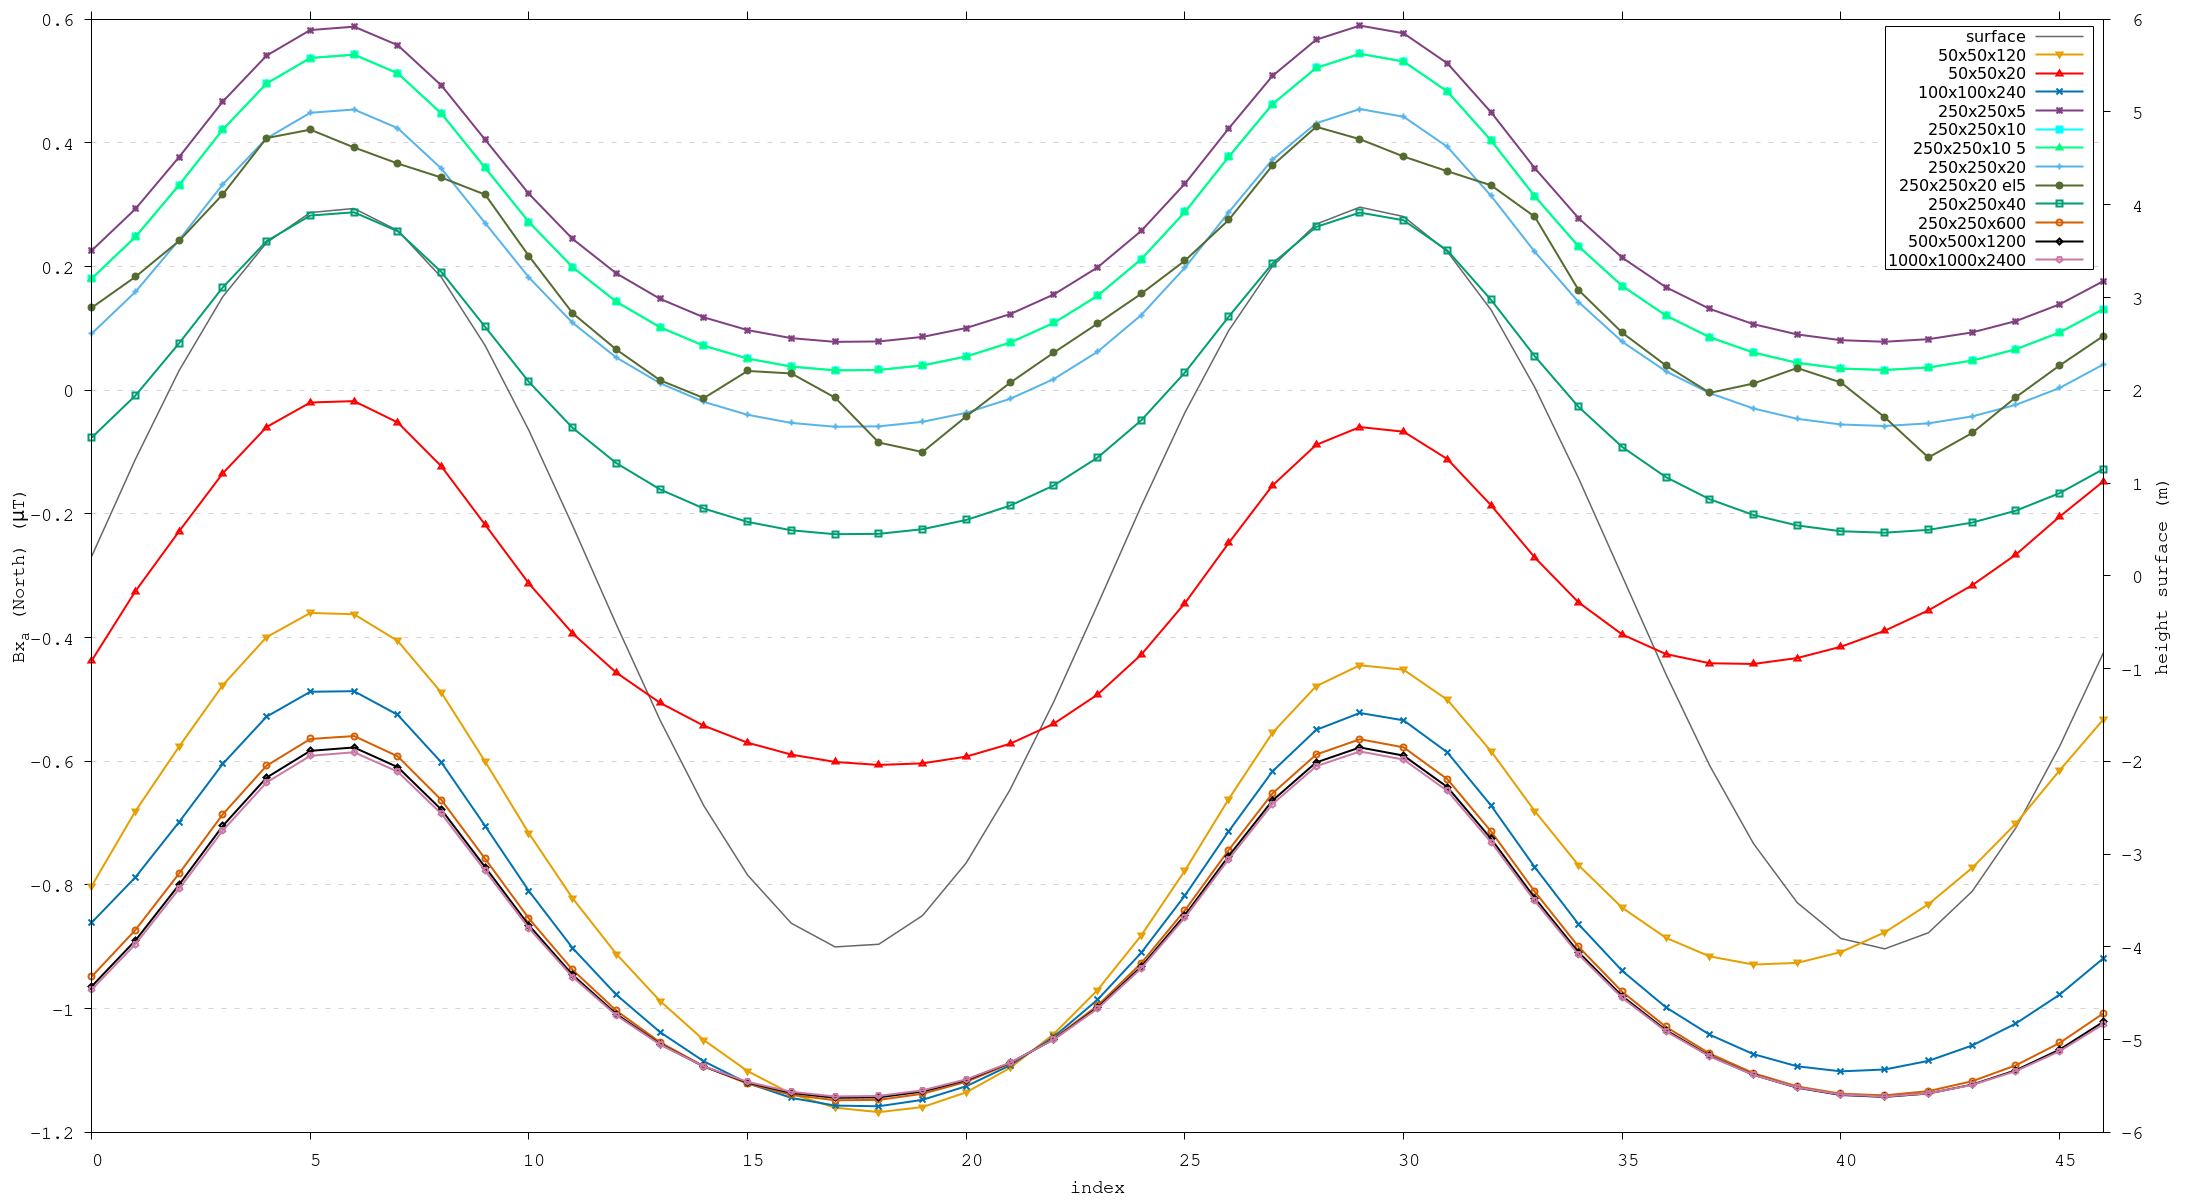 0.6
0.4
0.2
0
-0.2
-0.4
-0.6
-0.8
-1
-1.2
Bxa (North) (μT)
surface
50x50x120
50x50x20
100x100x240
250x250x5
250x250x10
250x250x10 5
250x250x20
250x250x20 el5
250x250x40
250x250x600
500x500x1200
1000x1000x2400
6
5
4
3
2
1
0
-1
-2
-3
-4
-5
-6
height surface (m)
0 5 10 15 20 25 30 35 40 45
index